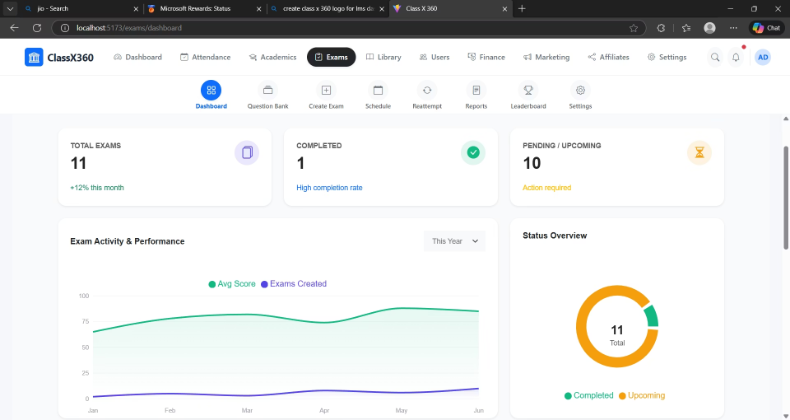 jio - Search
Microsoft Rewards: Status
create class x 360 logo for lms da
Class X 360
localhost:5173/exams/dashboard
Chat
ClassX360
Dashboard
Attendance
Academics
Exams
Library
Users
Finance
Marketing
Affiliates
Settings
AD
Dashboard
Question Bank
Create Exam
Schedule
Reattempt
Reports
Leaderboard
Settings
TOTAL EXAMS
11
+12% this month
COMPLETED
1
High completion rate
PENDING / UPCOMING
10
Action required
Exam Activity & Performance
This Year
Avg Score
Exams Created
100
75
50
25
0
Jan Feb Mar Apr May Jun
Status Overview
11
Total
Completed
Upcoming